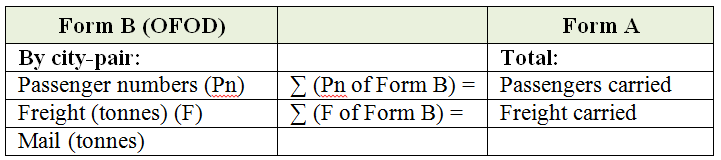 Form B (OFOD) Form A
By city-pair: Total:
Passenger numbers (Pn) ∑ (Pn of Form B) = Passengers carried
Freight (tonnes) (F) ∑ (F of Form B) = Freight carried
Mail (tonnes)